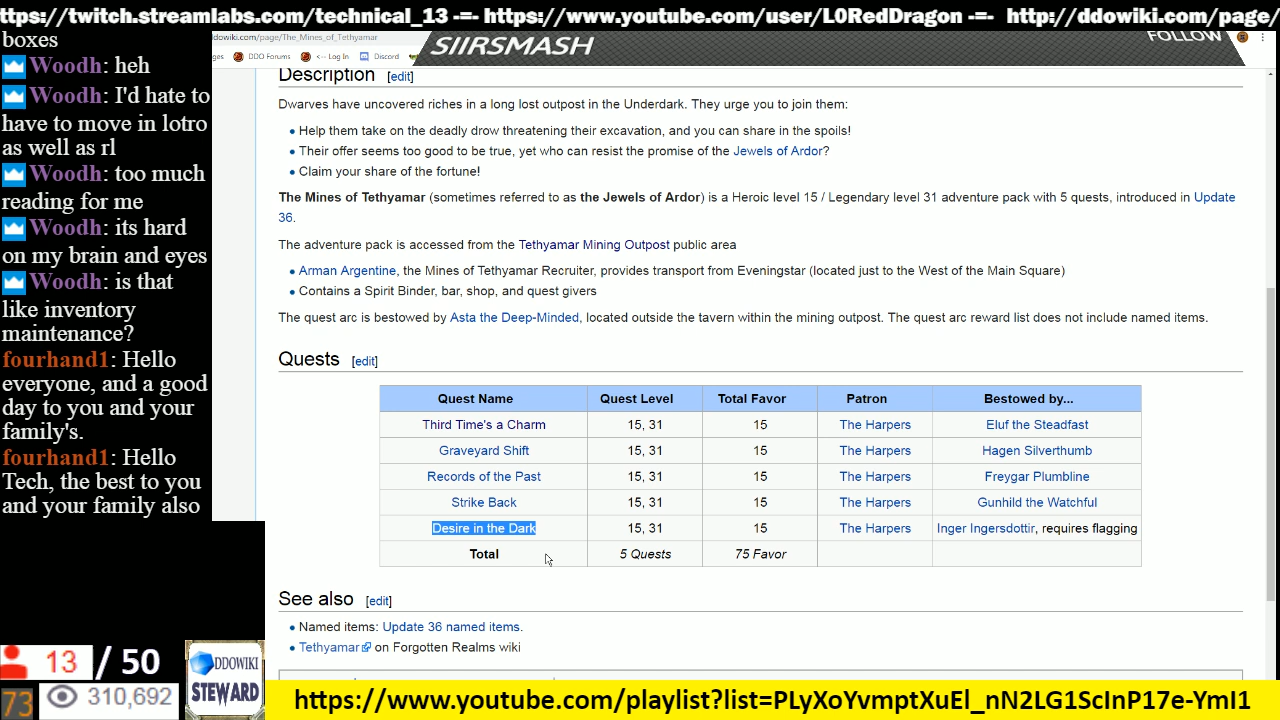 ttps://twitch.streamlabs.com/technical_13 -=- https://www.youtube.com/user/L0RedDragon -=- http://ddowiki.com/page/
boxes
Woodh: heh
Woodh: I'd hate to
have to move in lotro
as well as rl
Woodh: too much
reading for me
Woodh: its hard
on my brain and eyes
Woodh: is that
like inventory
maintenance?
fourhand1: Hello
everyone, and a good
day to you and your
family's.
fourhand1: Hello
Tech, the best to you
and your family also
ddowiki.com/page/The_Mines_of_Tethyamar
SIIRSMASH
FOLLOW
ges DDO Forums <-- Log In Discord
Description [edit]
Dwarves have uncovered riches in a long lost outpost in the Underdark. They urge you to join them:
• Help them take on the deadly drow threatening their excavation, and you can share in the spoils!
• Their offer seems too good to be true, yet who can resist the promise of the Jewels of Ardor?
• Claim your share of the fortune!
The Mines of Tethyamar (sometimes referred to as the Jewels of Ardor) is a Heroic level 15 / Legendary level 31 adventure pack with 5 quests, introduced in Update
36.
The adventure pack is accessed from the Tethyamar Mining Outpost public area
• Arman Argentine, the Mines of Tethyamar Recruiter, provides transport from Eveningstar (located just to the West of the Main Square)
• Contains a Spirit Binder, bar, shop, and quest givers
The quest arc is bestowed by Asta the Deep-Minded, located outside the tavern within the mining outpost. The quest arc reward list does not include named items.
Quests [edit]
Quest Name Quest Level Total Favor Patron Bestowed by...
Third Time's a Charm 15, 31 15 The Harpers Eluf the Steadfast
Graveyard Shift 15, 31 15 The Harpers Hagen Silverthumb
Records of the Past 15, 31 15 The Harpers Freygar Plumbline
Strike Back 15, 31 15 The Harpers Gunhild the Watchful
Desire in the Dark 15, 31 15 The Harpers Inger Ingersdottir, requires flagging
Total 5 Quests 75 Favor
See also [edit]
• Named items: Update 36 named items.
• Tethyamar on Forgotten Realms wiki
13 / 50
73 310,692
DDOWIKI
STEWARD
https://www.youtube.com/playlist?list=PLyXoYvmptXuEl_nN2LG1ScInP17e-YmI1